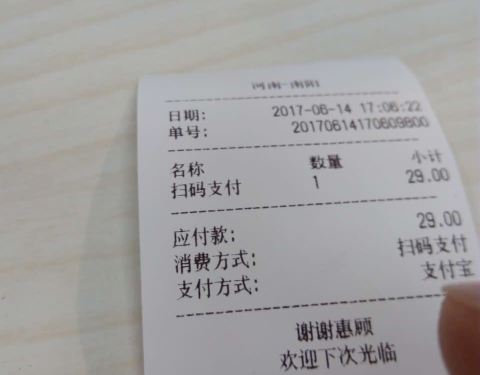 河南-南阳
日期: 2017-06-14 17:06:22
单号: 20170614170609800
名称 数量 小计
扫码支付 1 29.00
应付款: 29.00
消费方式: 扫码支付
支付方式: 支付宝
谢谢惠顾
欢迎下次光临